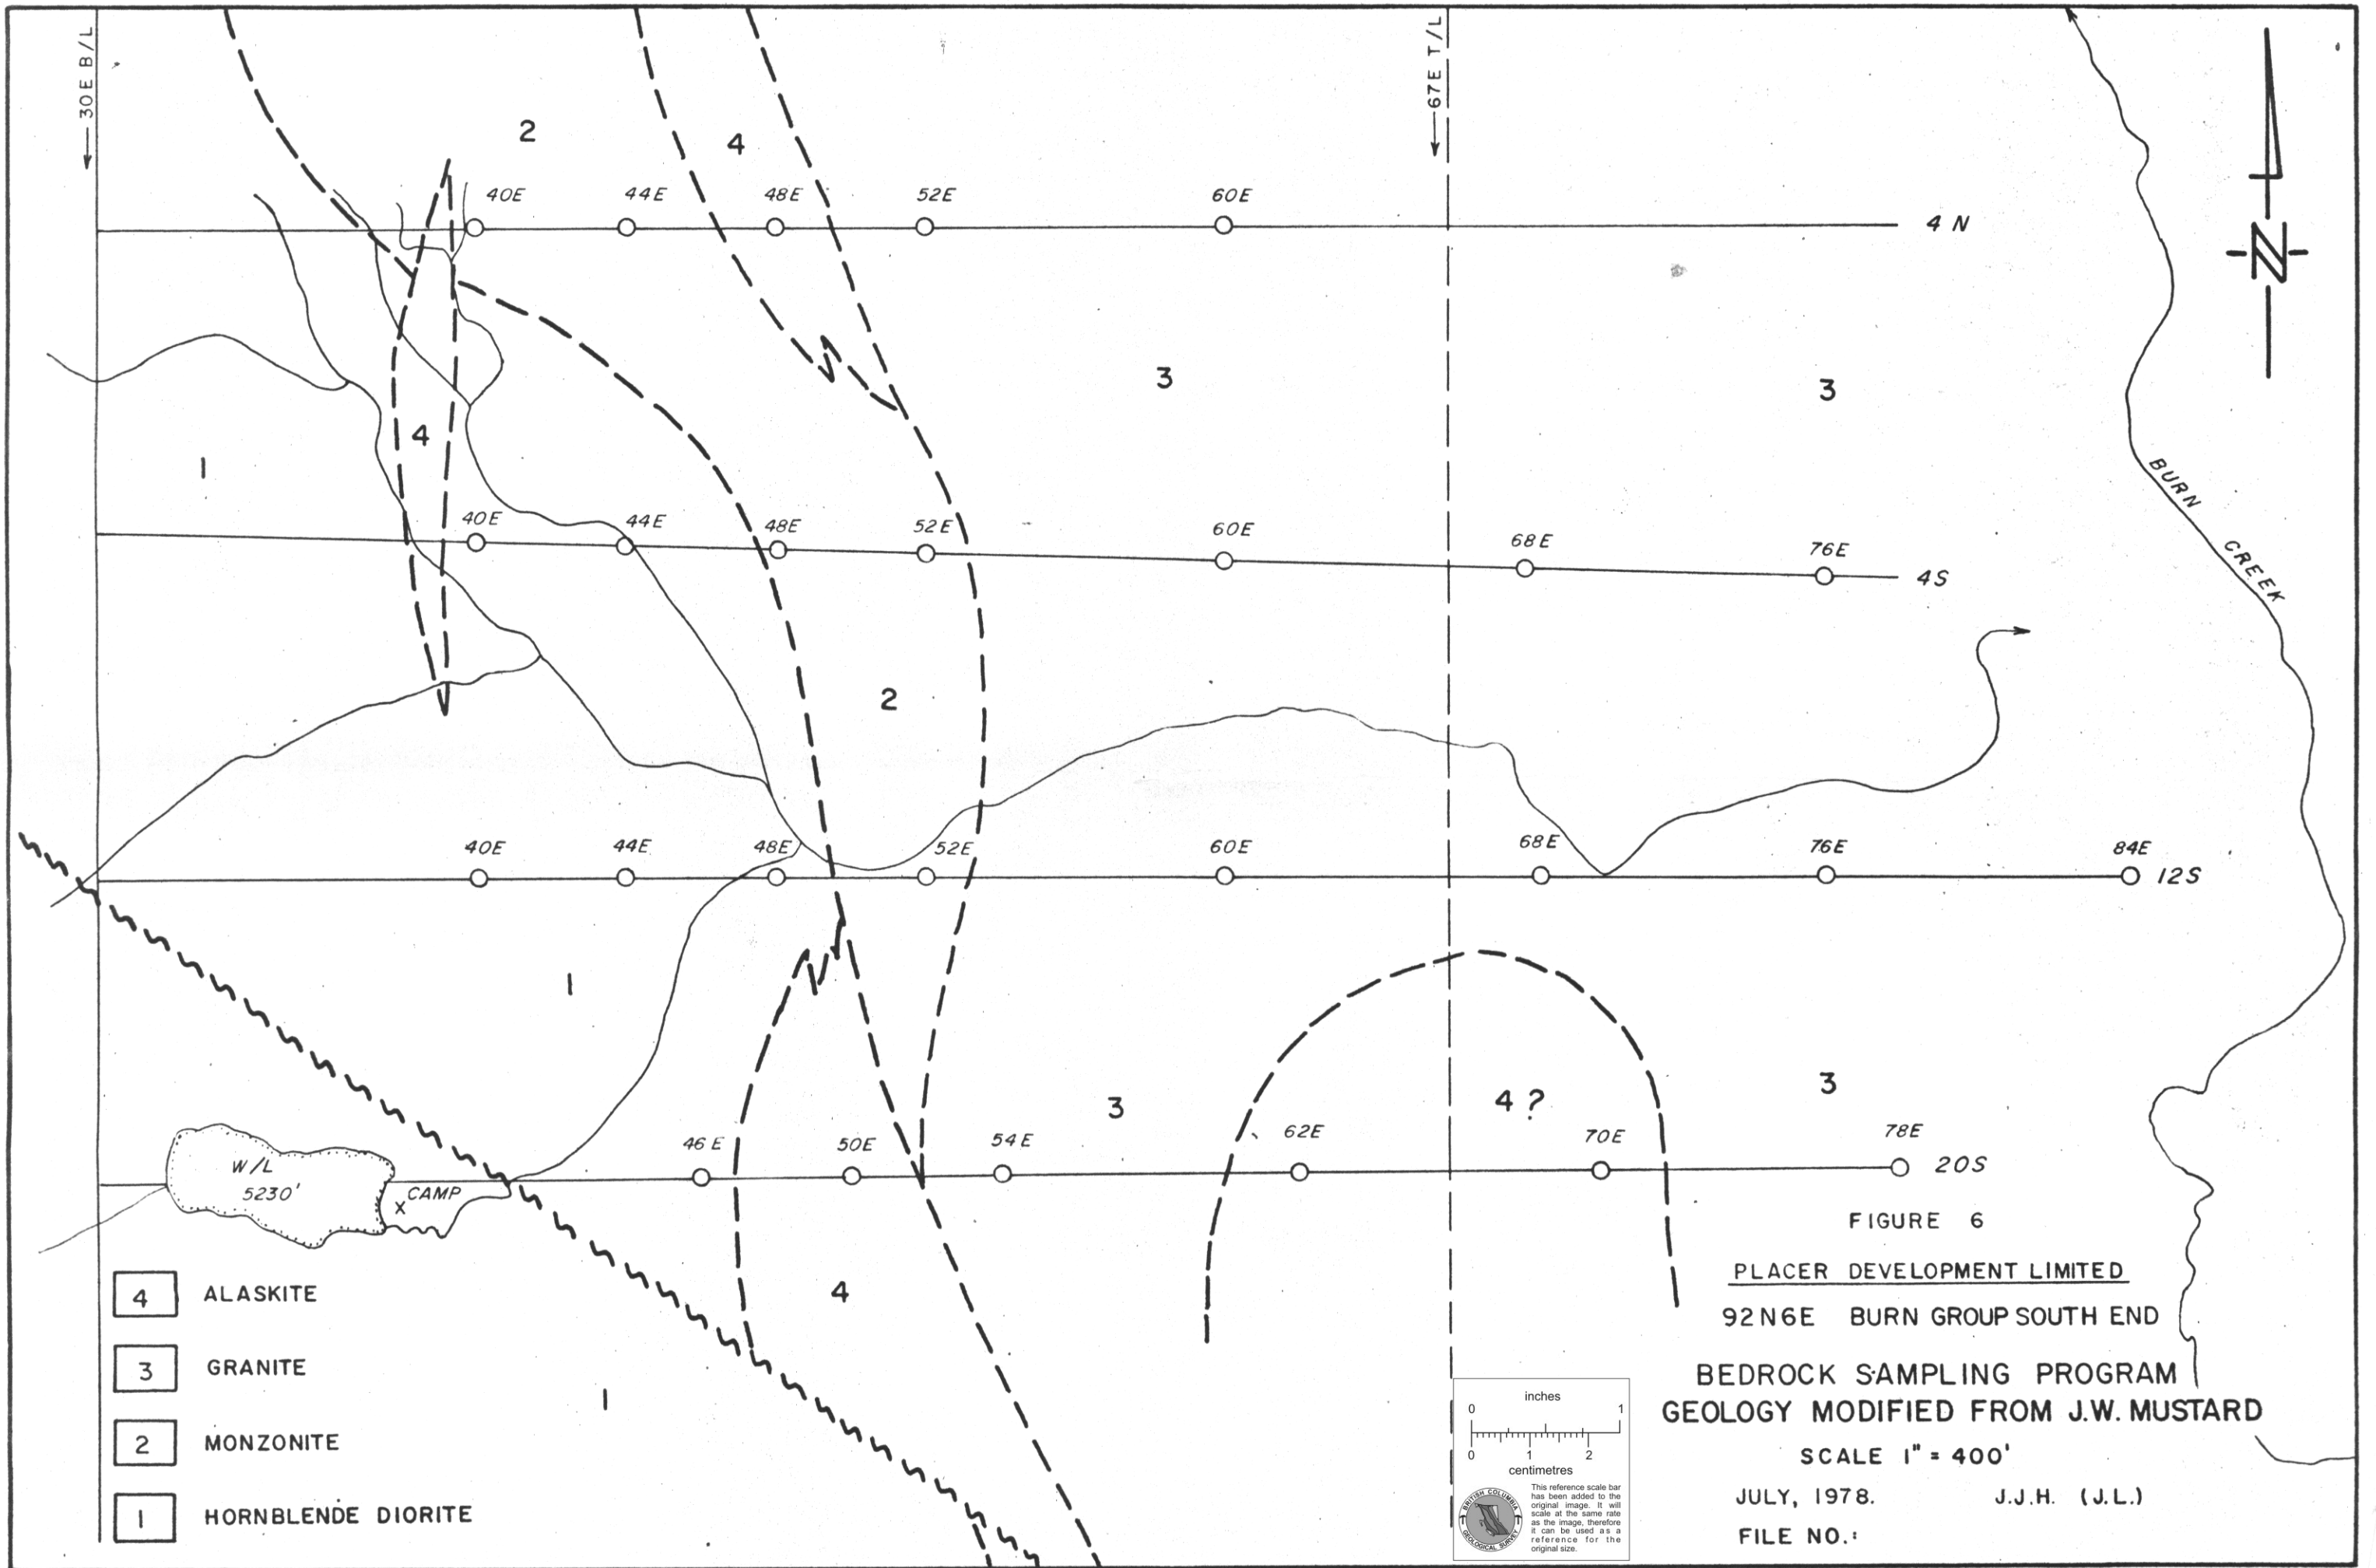 30E B/L
67E T/L
2
4
40E
44E
48E
52E
60E
4 N
N
3
3
4
1
BURN CREEK
40E
44E
48E
52E
60E
68E
76E
4S
2
40E
44E
48E
52E
60E
68E
76E
84E
12S
1
3
4 ?
3
46 E
50E
54E
62E
70E
78E
20S
W/L
5230'
CAMP
X
4
1
4 ALASKITE
3 GRANITE
2 MONZONITE
1 HORNBLENDE DIORITE
FIGURE 6
PLACER DEVELOPMENT LIMITED
92N6E BURN GROUP SOUTH END
BEDROCK SAMPLING PROGRAM
GEOLOGY MODIFIED FROM J.W. MUSTARD
SCALE 1" = 400'
JULY, 1978. J.J.H. (J.L.)
FILE NO.:
inches
0 1
0 1 2
centimetres
BRITISH COLUMBIA
GEOLOGICAL SURVEY
This reference scale bar
has been added to the
original image. It will
scale at the same rate
as the image, therefore
it can be used as a
reference for the
original size.